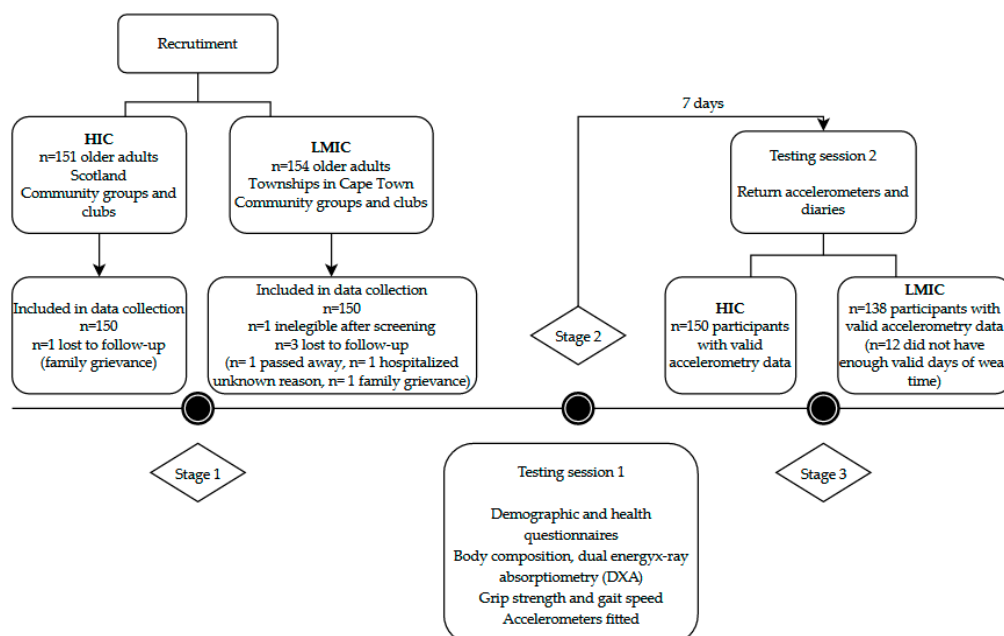 Recrutiment
HIC
n=151 older adults
Scotland
Community groups and
clubs
LMIC
n=154 older adults
Townships in Cape Town
Community groups and clubs
Included in data collection
n=150
n=1 lost to follow-up
(family grievance)
Included in data collection
n=150
n=1 inelegible after screening
n=3 lost to follow-up
(n= 1 passed away, n= 1 hospitalized
unknown reason, n= 1 family grievance)
Stage 1
Stage 2
Testing session 1
Demographic and health
questionnaires
Body composition, dual energyx-ray
absorptiometry (DXA)
Grip strength and gait speed
Accelerometers fitted
7 days
Testing session 2
Return accelerometers and
diaries
HIC
n=150 participants
with valid
accelerometry data
LMIC
n=138 participants with
valid accelerometry data
(n=12 did not have
enough valid days of wea
time)
Stage 3